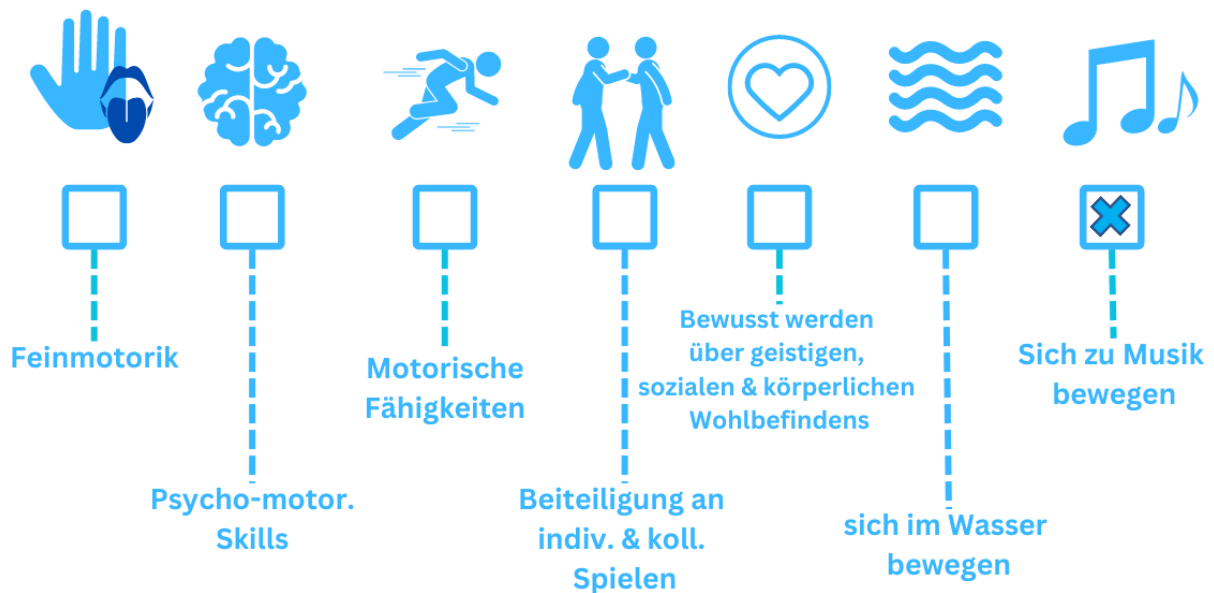 Feinmotorik
Psycho-motor.
Skills
Motorische
Fähigkeiten
Beiteiligung an
indiv. & koll.
Spielen
Bewusst werden
über geistigen,
sozialen & körperlichen
Wohlbefindens
sich im Wasser
bewegen
Sich zu Musik
bewegen